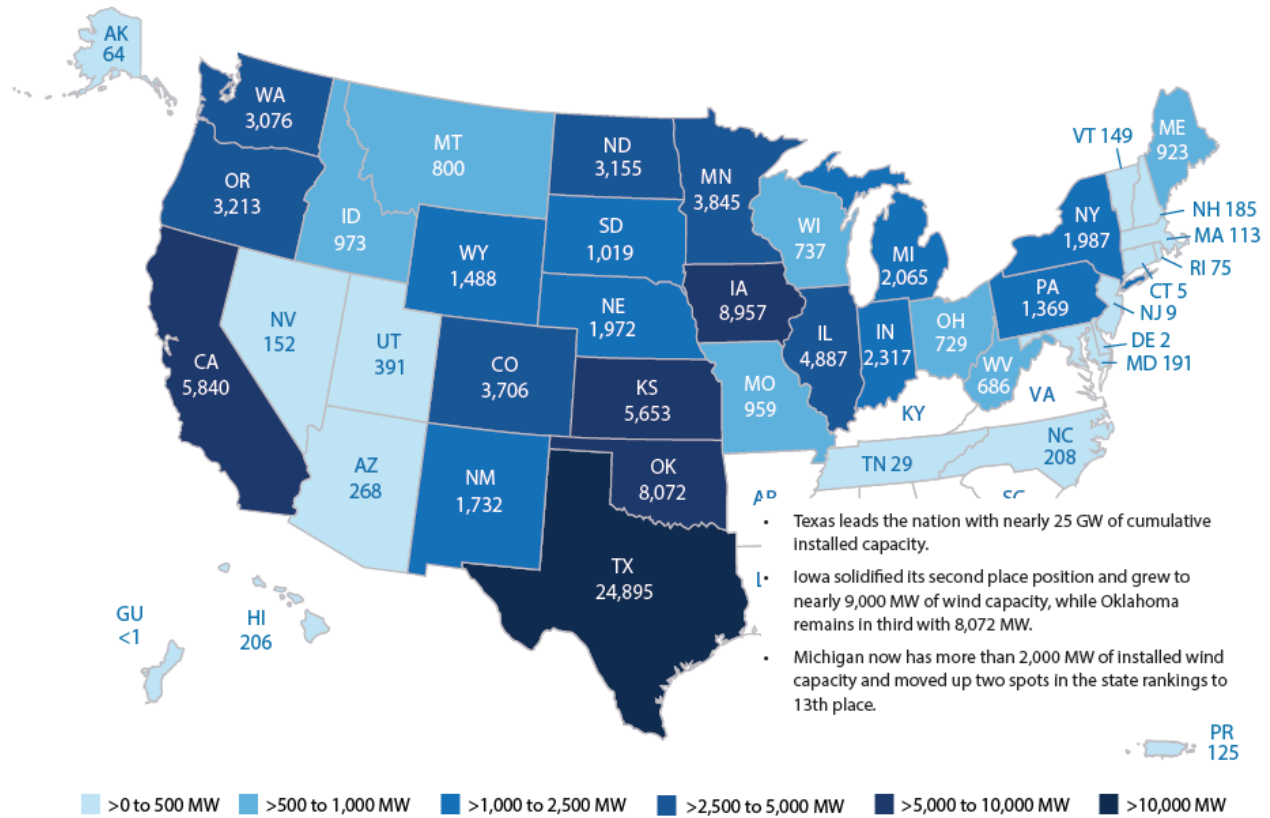 AK
64
WA
3,076
OR
3,213
CA
5,840
ID
973
NV
152
MT
800
WY
1,488
UT
391
AZ
268
CO
3,706
NM
1,732
ND
3,155
SD
1,019
NE
1,972
KS
5,653
OK
8,072
TX
24,895
MN
3,845
IA
8,957
MO
959
WI
737
IL
4,887
MI
2,065
IN
2,317
OH
729
KY
WV
686
VA
TN 29
NC
208
PA
1,369
NY
1,987
VT 149
ME
923
NH 185
MA 113
RI 75
CT 5
NJ 9
DE 2
MD 191
• Texas leads the nation with nearly 25 GW of cumulative
installed capacity.
• Iowa solidified its second place position and grew to
nearly 9,000 MW of wind capacity, while Oklahoma
remains in third with 8,072 MW.
• Michigan now has more than 2,000 MW of installed wind
capacity and moved up two spots in the state rankings to
13th place.
GU
<1
HI
206
PR
125
>0 to 500 MW
>500 to 1,000 MW
>1,000 to 2,500 MW
>2,500 to 5,000 MW
>5,000 to 10,000 MW
>10,000 MW